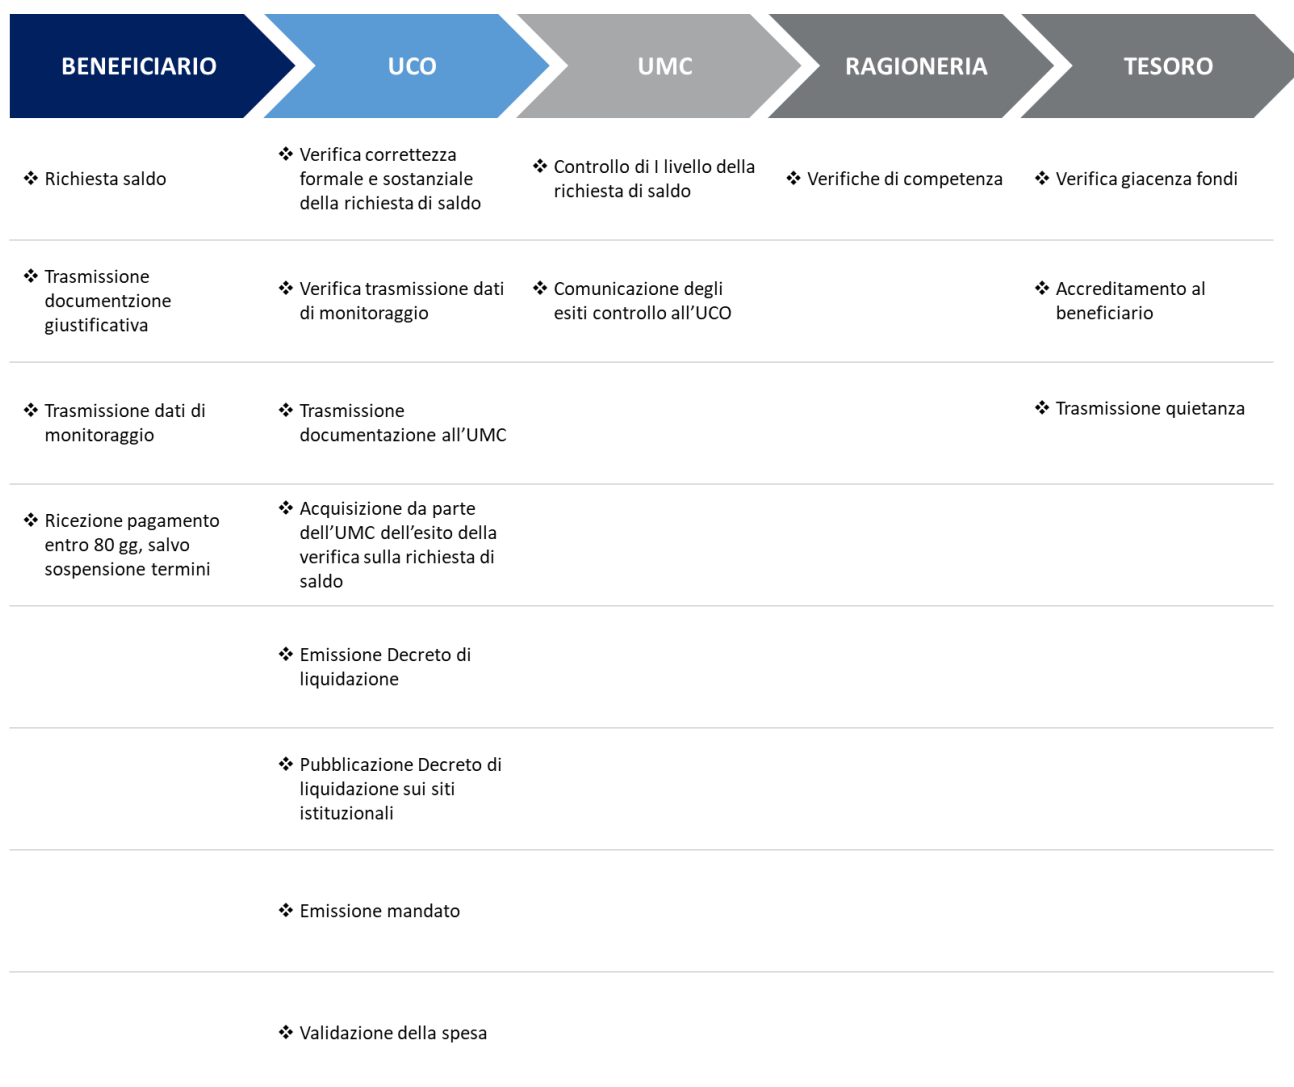 BENEFICIARIO
UCO
UMC
RAGIONERIA
TESORO
❖ Richiesta saldo
❖ Verifica correttezza
formale e sostanziale
della richiesta di saldo
❖ Controllo di I livello della
richiesta di saldo
❖ Verifiche di competenza
❖ Verifica giacenza fondi
❖ Trasmissione
documentzione
giustificativa
❖ Verifica trasmissione dati
di monitoraggio
❖ Comunicazione degli
esiti controllo all’UCO
❖ Accreditamento al
beneficiario
❖ Trasmissione dati di
monitoraggio
❖ Trasmissione
documentazione all’UMC
❖ Trasmissione quietanza
❖ Ricezione pagamento
entro 80 gg, salvo
sospensione termini
❖ Acquisizione da parte
dell’UMC dell’esito della
verifica sulla richiesta di
saldo
❖ Emissione Decreto di
liquidazione
❖ Pubblicazione Decreto di
liquidazione sui siti
istituzionali
❖ Emissione mandato
❖ Validazione della spesa